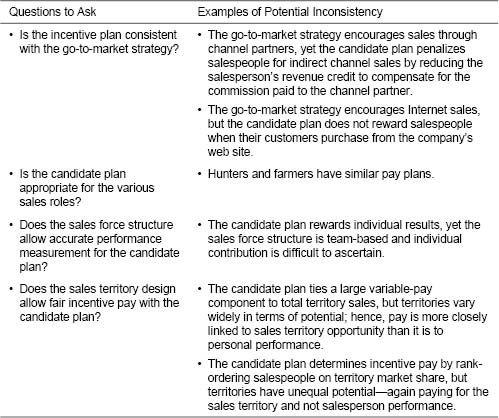 Questions to Ask
Examples of Potential Inconsistency
• Is the incentive plan consistent
with the go-to-market strategy?
• The go-to-market strategy encourages sales through
channel partners, yet the candidate plan penalizes
salespeople for indirect channel sales by reducing the
salesperson's revenue credit to compensate for the
commission paid to the channel partner.
• The go-to-market strategy encourages Internet sales,
but the candidate plan does not reward salespeople
when their customers purchase from the company's
web site.
• Is the candidate plan
appropriate for the various
sales roles?
• Hunters and farmers have similar pay plans.
• Does the sales force structure
allow accurate performance
measurement for the candidate
plan?
• The candidate plan rewards individual results, yet the
sales force structure is team-based and individual
contribution is difficult to ascertain.
• Does the sales territory design
allow fair incentive pay with the
candidate plan?
• The candidate plan ties a large variable-pay
component to total territory sales, but territories vary
widely in terms of potential; hence, pay is more closely
linked to sales territory opportunity than it is to
personal performance.
• The candidate plan determines incentive pay by rank-
ordering salespeople on territory market share, but
territories have unequal potential—again paying for
the sales territory and not salesperson performance.